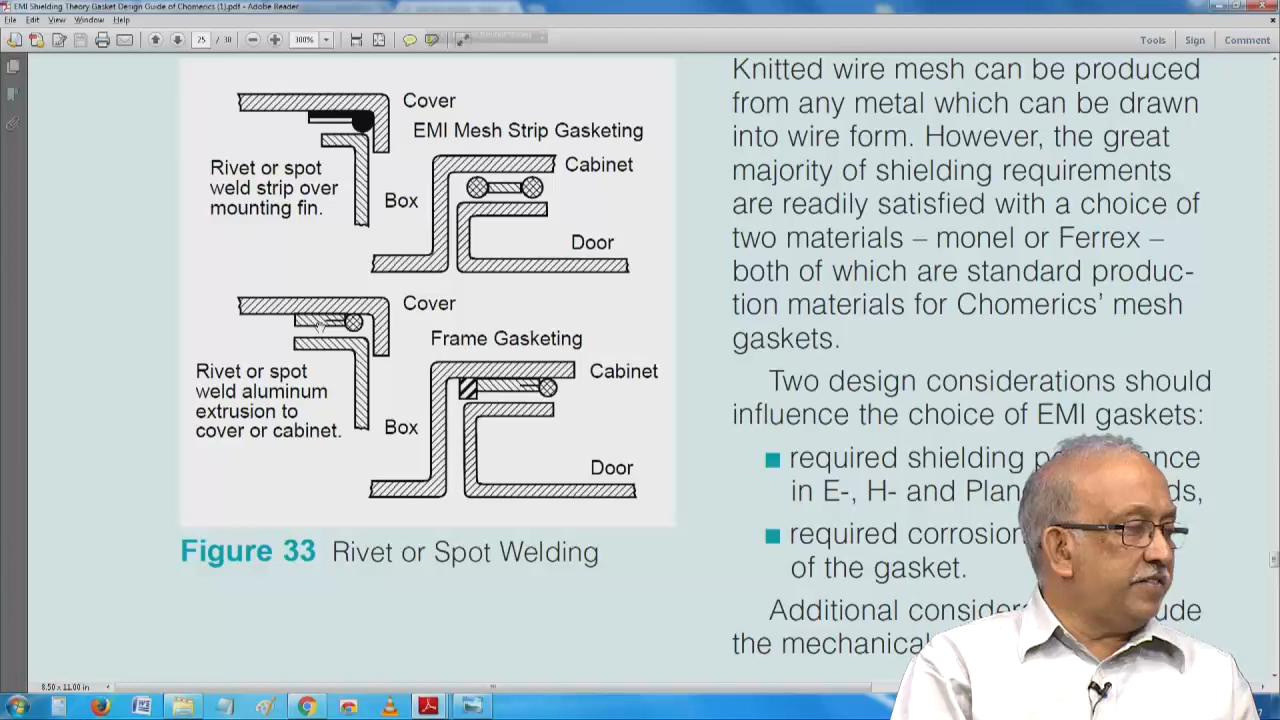 EMI Shielding Theory Gasket Design Guide of Chomerics (1).pdf - Adobe Reader
File Edit View Window Help
25 / 30
300%
Tools Sign Comment
Cover
EMI Mesh Strip Gasketing
Cabinet
Rivet or spot
weld strip over
mounting fin.
Box
Door
Cover
Frame Gasketing
Cabinet
Rivet or spot
weld aluminum
extrusion to
cover or cabinet.
Box
Door
Figure 33 Rivet or Spot Welding
Knitted wire mesh can be produced
from any metal which can be drawn
into wire form. However, the great
majority of shielding requirements
are readily satisfied with a choice of
two materials – monel or Ferrex –
both of which are standard produc-
tion materials for Chomerics’ mesh
gaskets.
Two design considerations should
influence the choice of EMI gaskets:
required shielding
in E-, H- and
required
of the gasket.
Additional
the mechanical
8.50 x 11.00 in